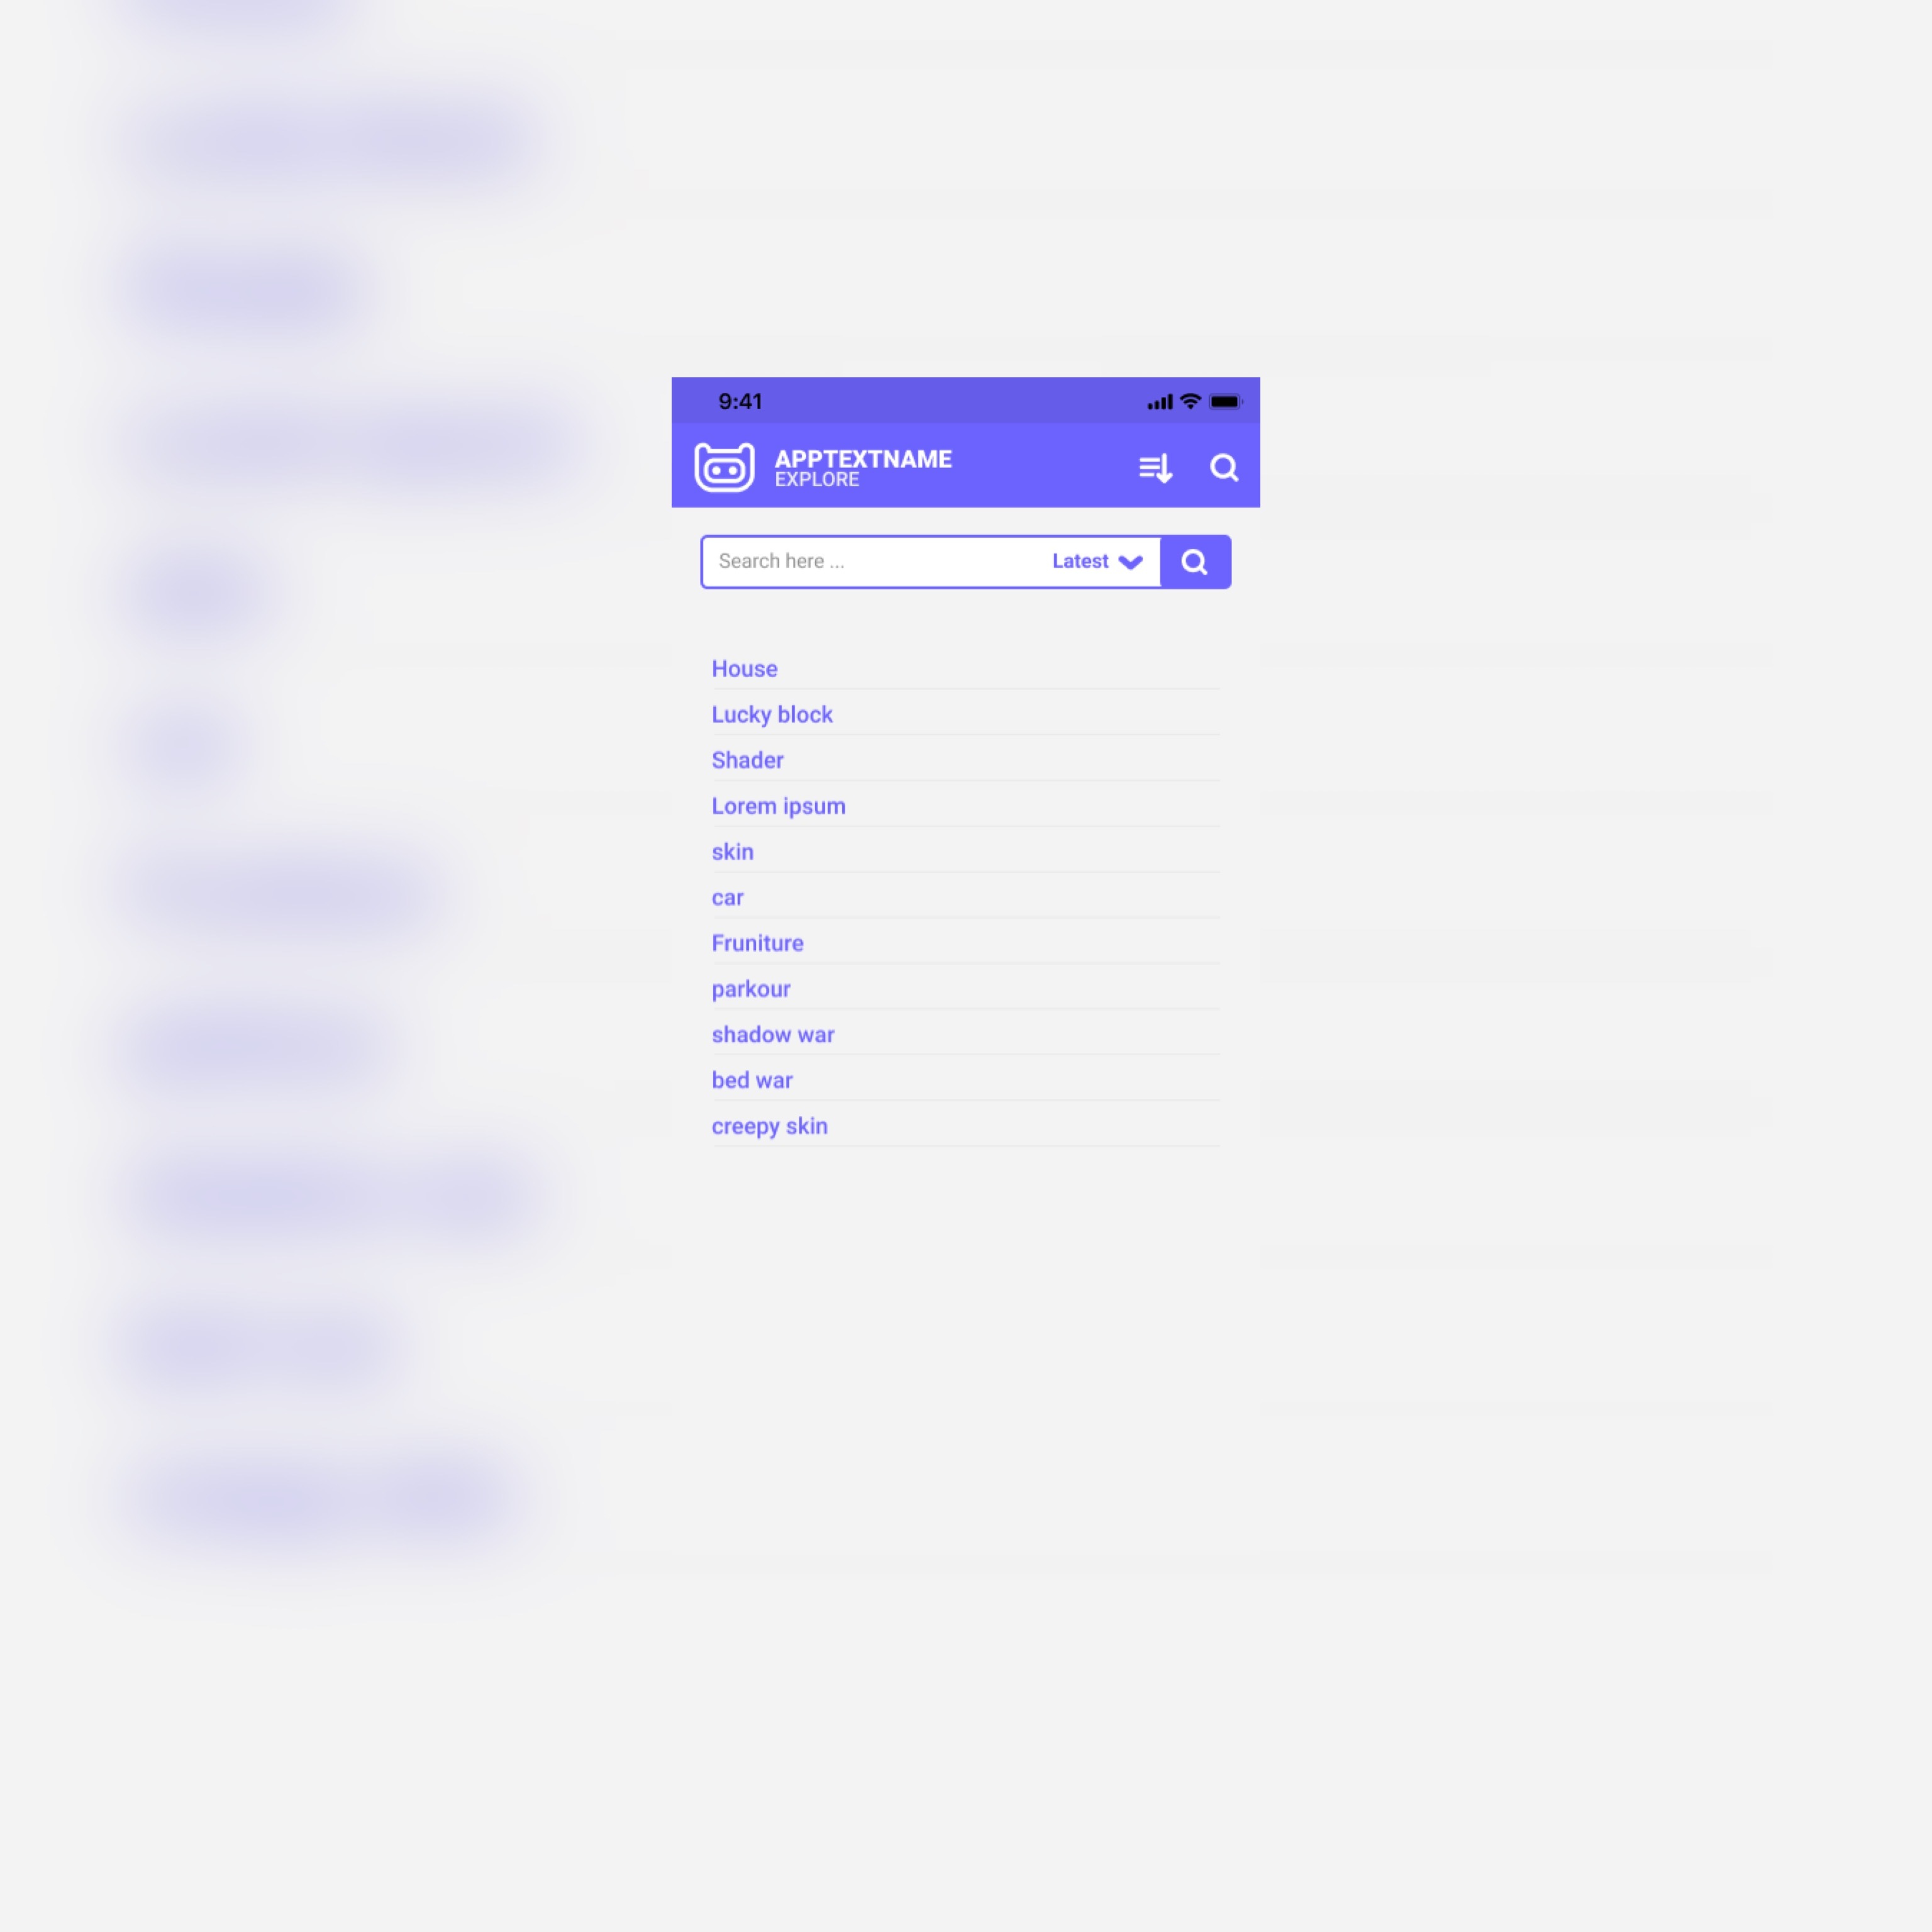 9:41
APPTEXTNAME
EXPLORE
Search here ... Latest
House
Lucky block
Shader
Lorem ipsum
skin
car
Fruniture
parkour
shadow war
bed war
creepy skin